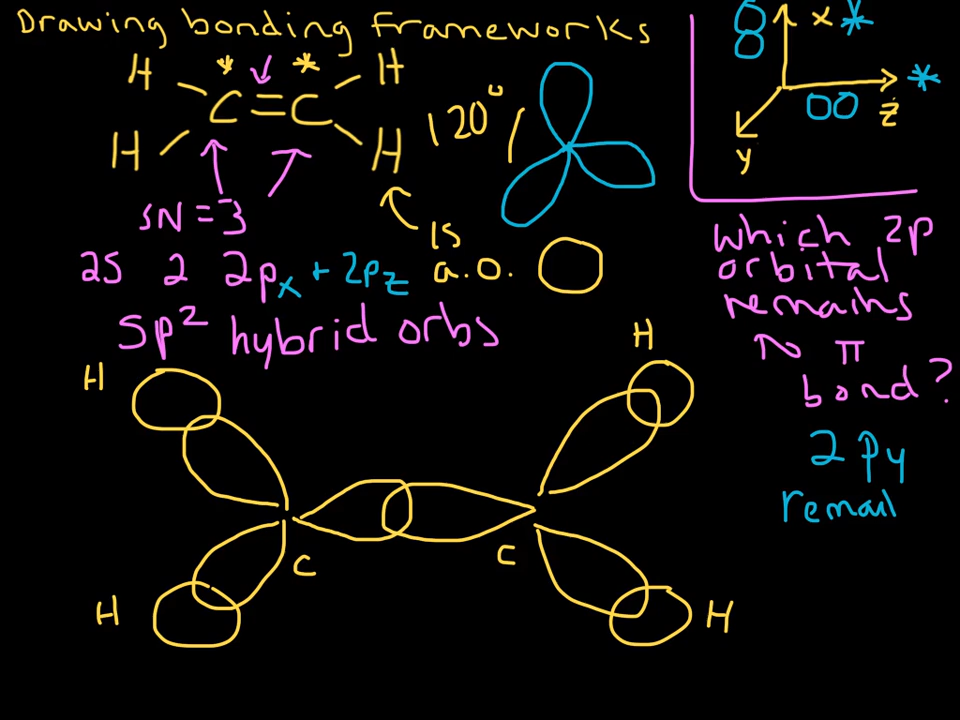 Drawing bonding frameworks
H * * H
C=C
H H
120°
x *
z *
y
SN = 3
1s
a.o.
2s 2 2px + 2pz
sp² hybrid orbs
which 2p
orbital
remains
π
bond?
2py
H
H
C
C
H
H